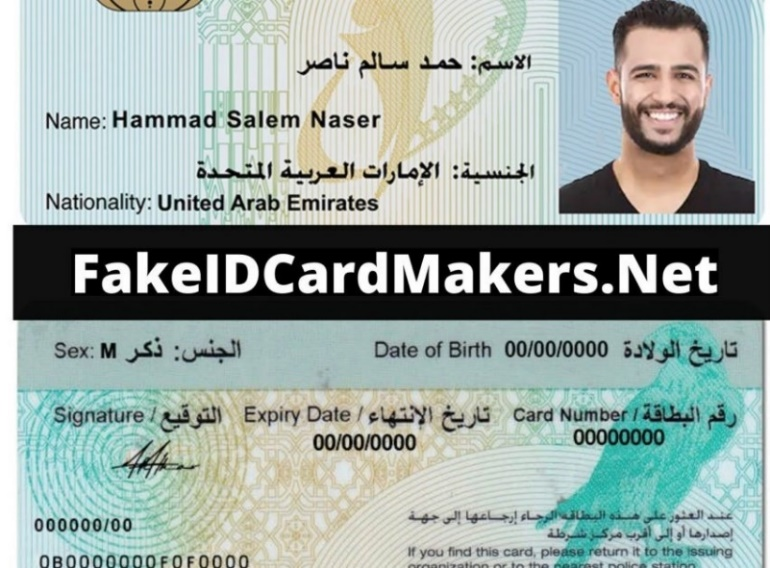 الاسم: حمد سالم ناصر
Name: Hammad Salem Naser
الجنسية: الإمارات العربية المتحدة
Nationality: United Arab Emirates
FakeIDCardMakers.Net
Sex: M الجنس: ذكر
Date of Birth 00/00/0000 تاريخ الولادة
Signature / التوقيع Expiry Date / تاريخ الإنتهاء Card Number / رقم البطاقة
00/00/0000 00000000
000000/00
عند العثور على هذه البطاقة الرجاء إرجاعها إلى جهة
إصدارها أو إلى أقرب مركز شرطة
0B0000000F0F0000
If you find this card, please return it to the issuing
organization or to the nearest police station